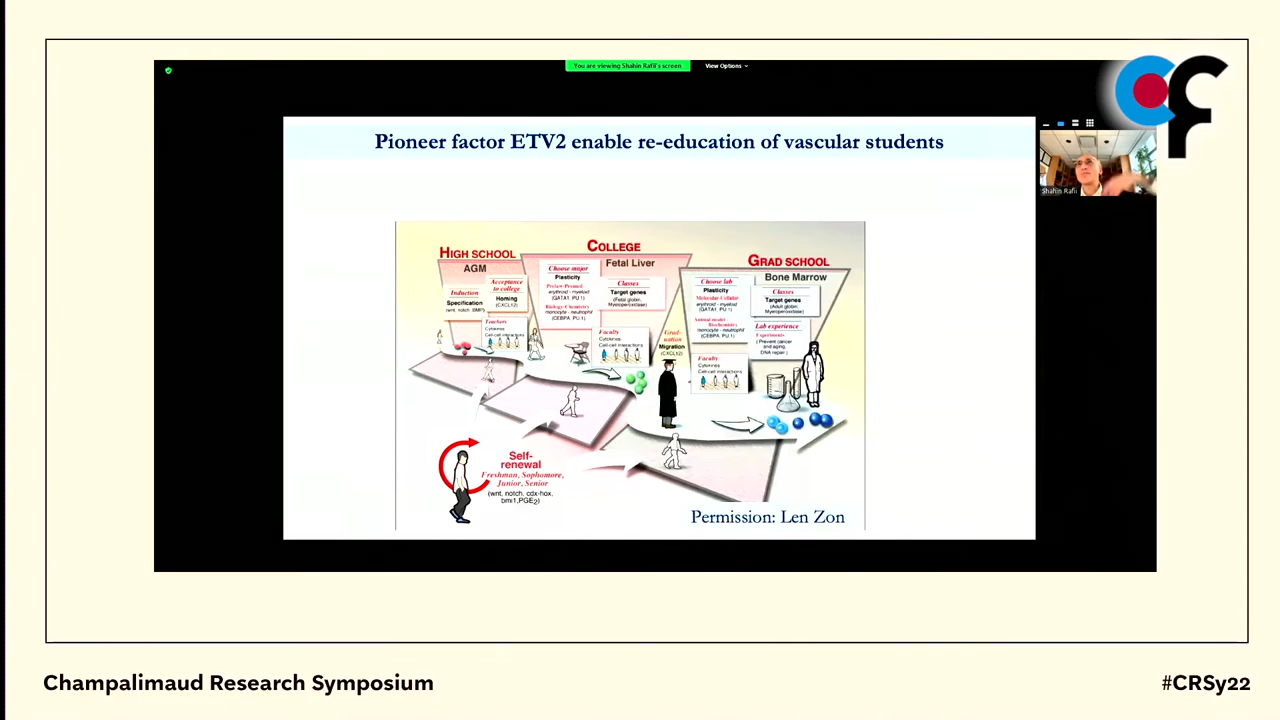 You are viewing Shahin Rafii's screen
View Options
Pioneer factor ETV2 enable re-education of vascular students
Shahin Rafii
HIGH SCHOOL
AGM
Induction
Specification
(wnt, notch, BMP)
Acceptance
to college
Homing
(CXCL12)
Teachers
Cytokines
Cell-cell interactions
COLLEGE
Fetal Liver
Choose major
Plasticity
erythroid - myeloid
(GATA1, PU.1)
Biology-Chemistry
monocyte - neutrophil
(CEBPA, PU.1)
Classes
Target genes
(Fetal globin,
Myeloperoxidase)
Faculty
Cytokines
Cell-cell interactions
Grad-
uation
Migration
(CXCL12)
GRAD SCHOOL
Bone Marrow
Choose lab
Plasticity
Molecular-Cellular
erythroid - myeloid
(GATA1, PU.1)
Animal model
Biochemistry
monocyte - neutrophil
(CEBPA, PU.1)
Classes
Target genes
(Adult globin,
Myeloperoxidase)
Lab experience
Experiments
(Prevent cancer
and aging,
DNA repair)
Faculty
Cytokines
Cell-cell interactions
Self-
renewal
Freshman, Sophomore,
Junior, Senior
(wnt, notch, cdx-hox,
bmi1,PGE2)
Permission: Len Zon
Champalimaud Research Symposium
#CRSy22